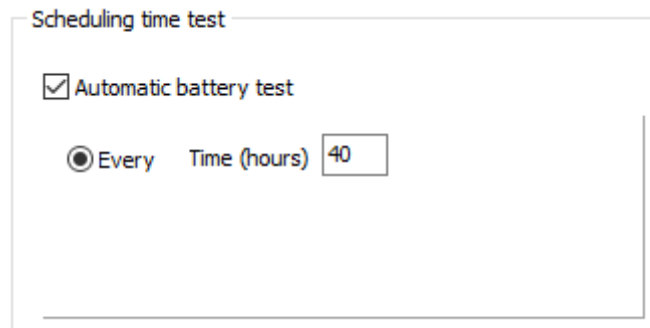 Scheduling time test
Automatic battery test
Every Time (hours) 40